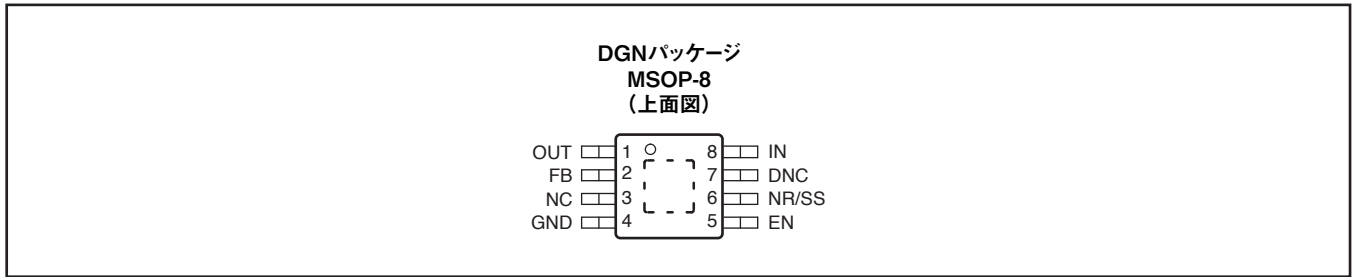 DGNパッケージ
MSOP-8
（上面図）
OUT 1 8 IN
FB 2 7 DNC
NC 3 6 NR/SS
GND 4 5 EN